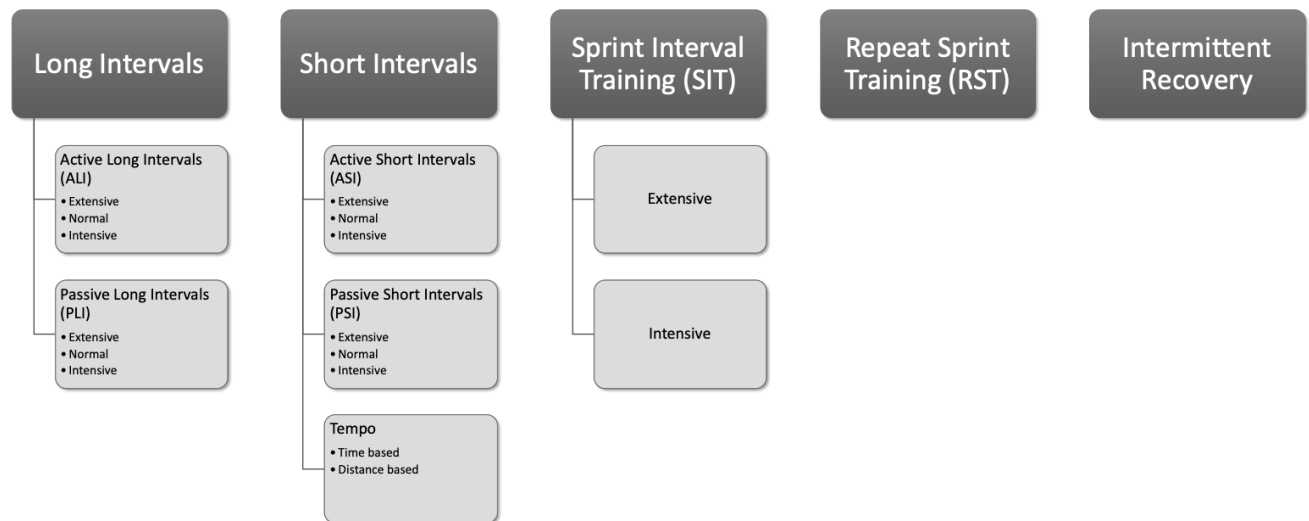 Long Intervals
Active Long Intervals
(ALI)
• Extensive
• Normal
• Intensive
Passive Long Intervals
(PLI)
• Extensive
• Normal
• Intensive
Short Intervals
Active Short Intervals
(ASI)
• Extensive
• Normal
• Intensive
Passive Short Intervals
(PSI)
• Extensive
• Normal
• Intensive
Tempo
• Time based
• Distance based
Sprint Interval
Training (SIT)
Extensive
Intensive
Repeat Sprint
Training (RST)
Intermittent
Recovery